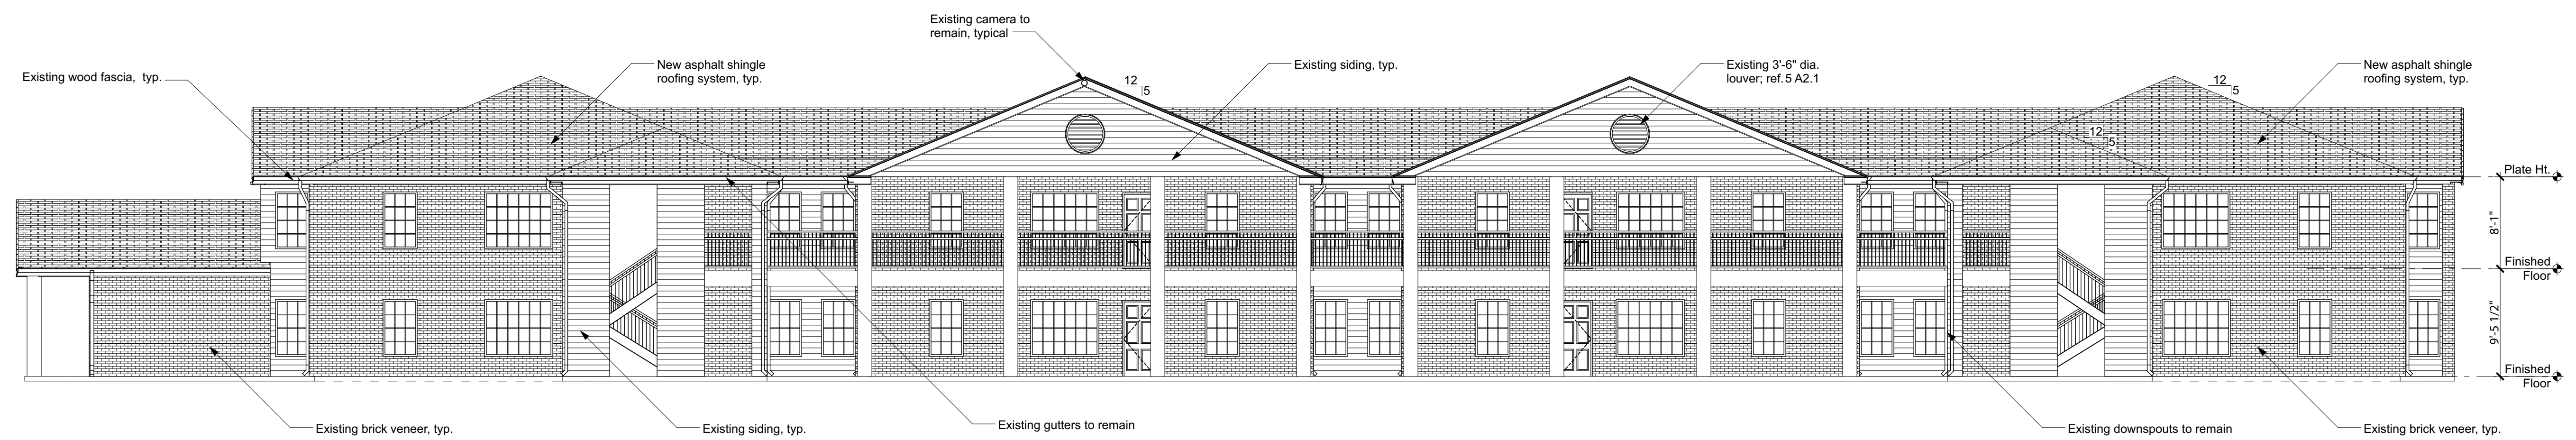 Existing camera to
remain, typical
Existing wood fascia, typ.
New asphalt shingle
roofing system, typ.
12
5
Existing siding, typ.
Existing 3'-6" dia.
louver; ref. 5 A2.1
12
5
New asphalt shingle
roofing system, typ.
12
5
Plate Ht.
8'-1"
Finished
Floor
9'-5 1/2"
Finished
Floor
Existing brick veneer, typ.
Existing siding, typ.
Existing gutters to remain
Existing downspouts to remain
Existing brick veneer, typ.